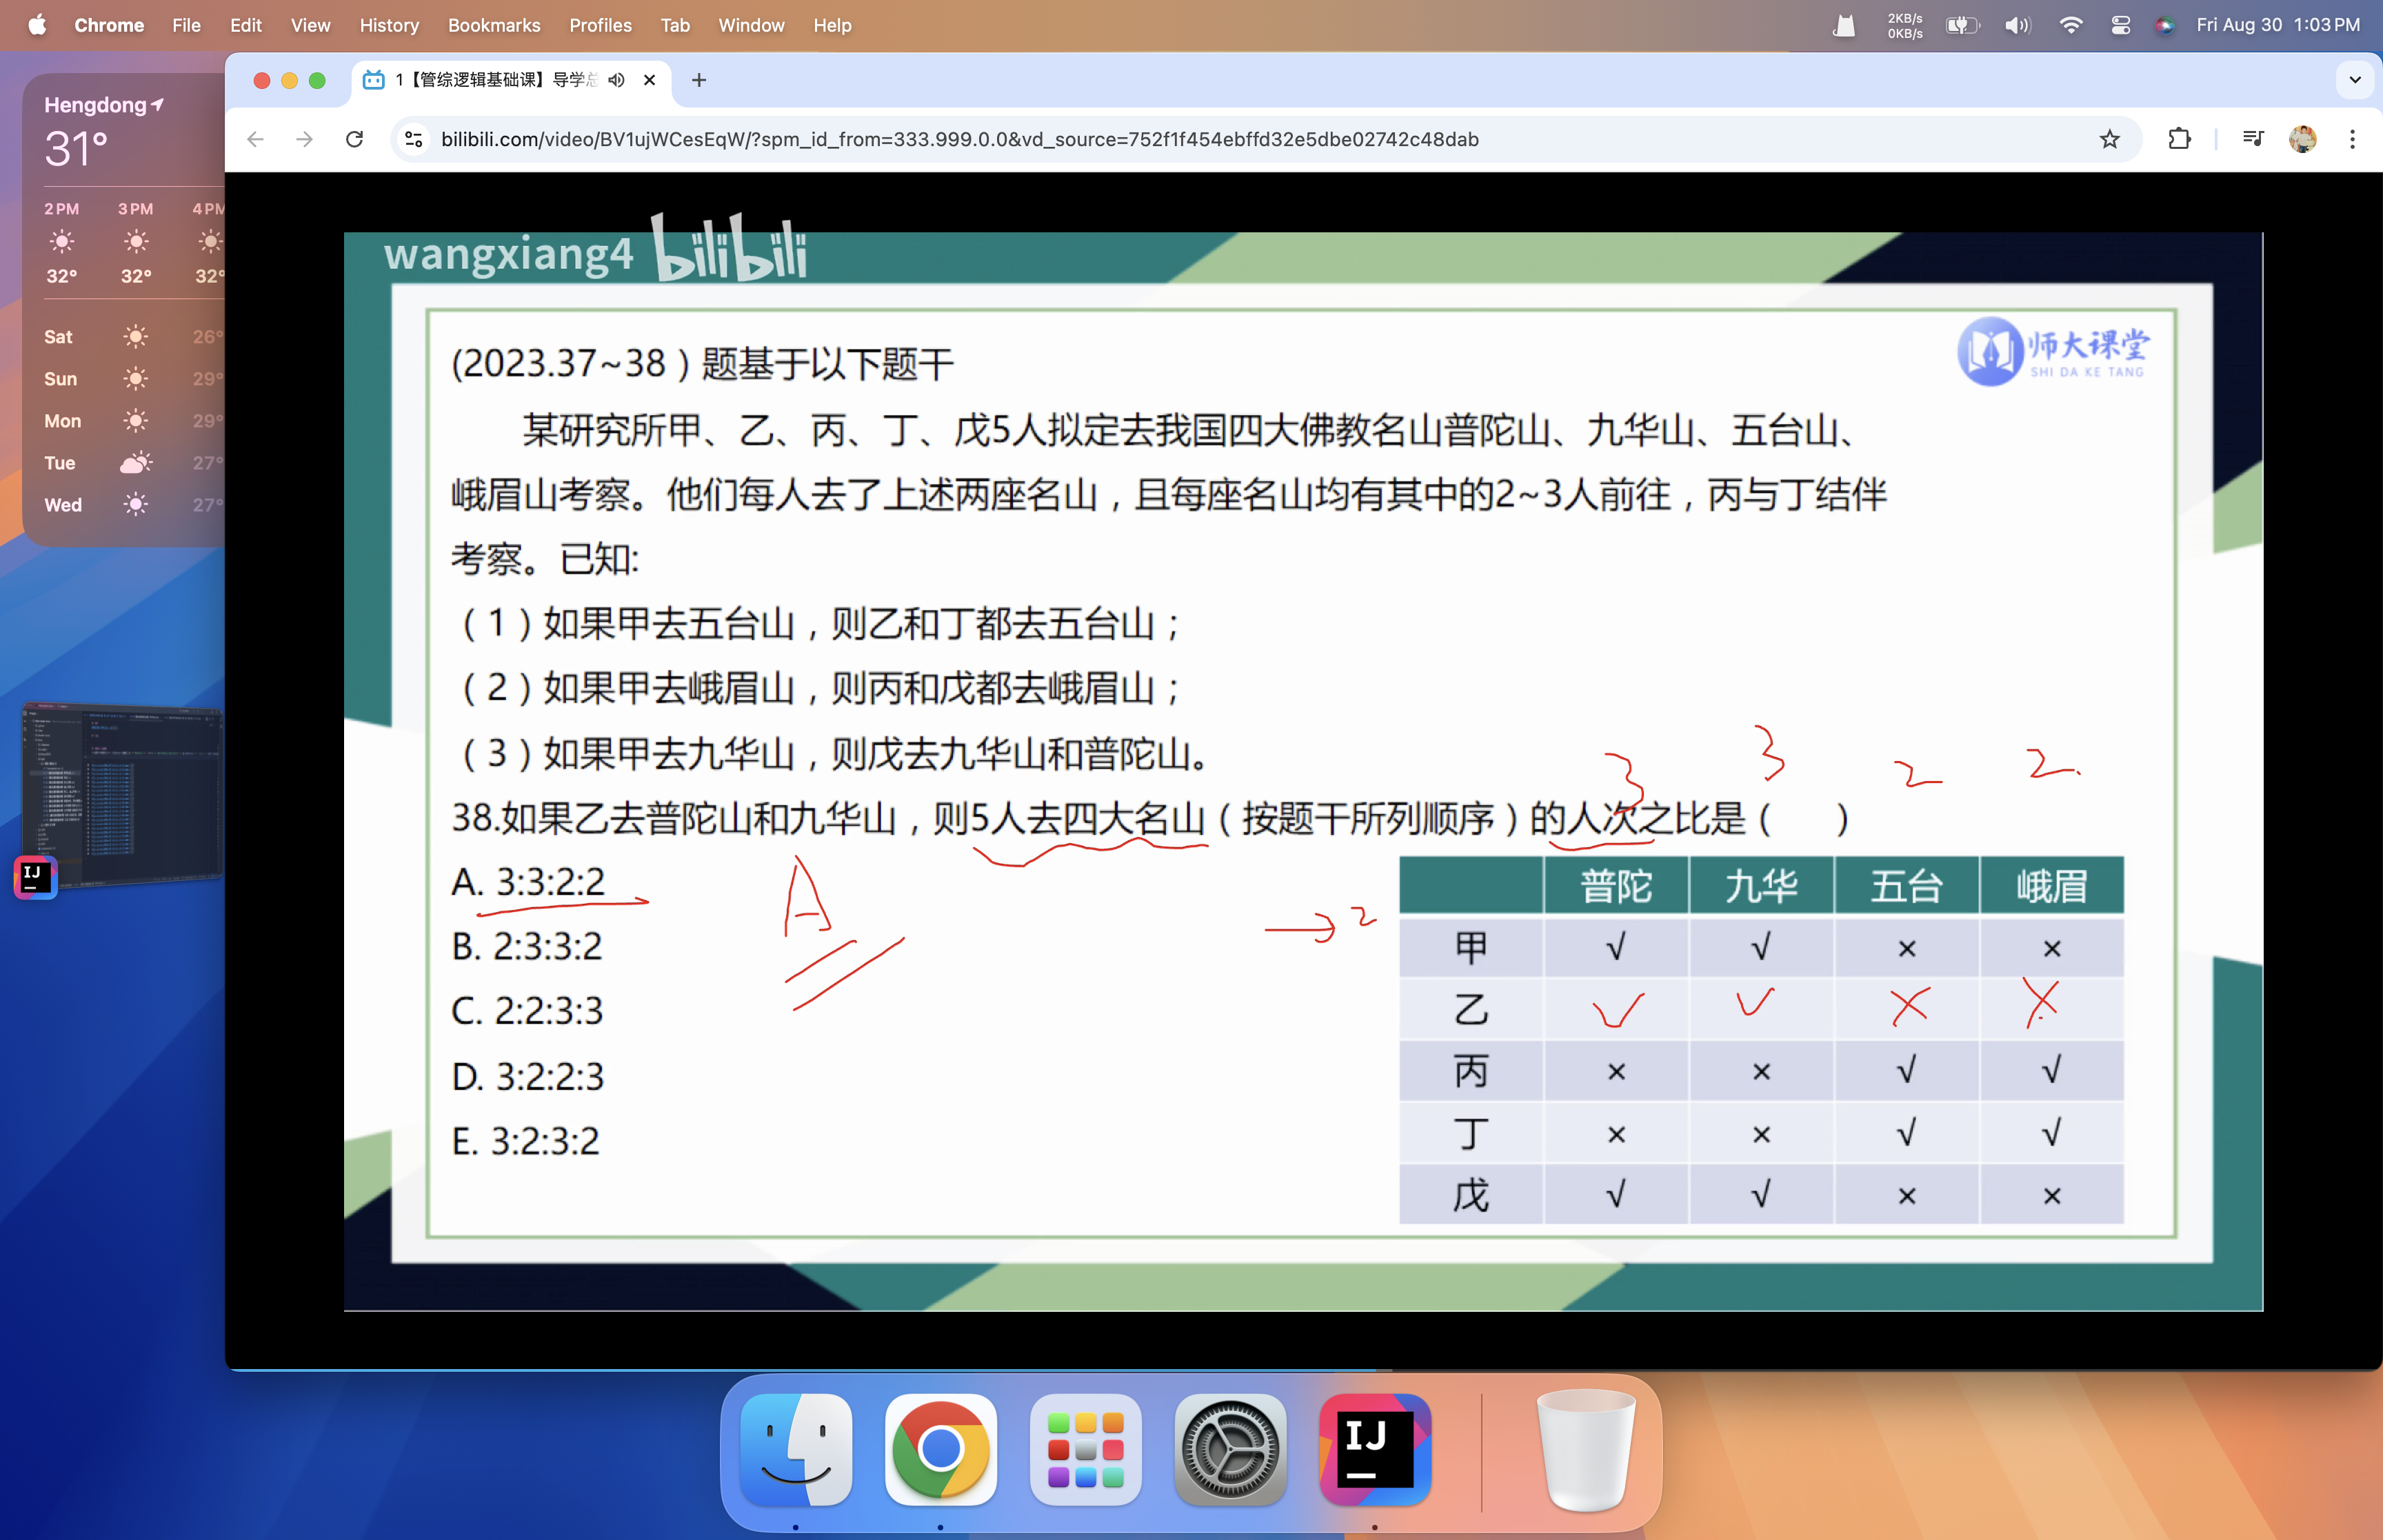 Chrome File Edit View History Bookmarks Profiles Tab Window Help
2KB/s
0KB/s
Fri Aug 30 1:03 PM
Hengdong
31°
2 PM 3 PM 4 PM
32° 32° 32°
Sat 26°
Sun 29°
Mon 29°
Tue 27°
Wed 27°
1【管综逻辑基础课】导学总
bilibili.com/video/BV1ujWCesEqW/?spm_id_from=333.999.0.0&vd_source=752f1f454ebffd32e5dbe02742c48dab
wangxiang4 bilibili
师大课堂
SHI DA KE TANG
(2023.37~38）题基于以下题干
某研究所甲、乙、丙、丁、戊5人拟定去我国四大佛教名山普陀山、九华山、五台山、
峨眉山考察。他们每人去了上述两座名山，且每座名山均有其中的2~3人前往，丙与丁结伴
考察。已知:
（1）如果甲去五台山，则乙和丁都去五台山；
（2）如果甲去峨眉山，则丙和戊都去峨眉山；
（3）如果甲去九华山，则戊去九华山和普陀山。
3 3 2 2.
38.如果乙去普陀山和九华山，则5人去四大名山（按题干所列顺序）的人次之比是（　　）
A. 3:3:2:2
B. 2:3:3:2
C. 2:2:3:3
D. 3:2:2:3
E. 3:2:3:2
A
→ 2
普陀 九华 五台 峨眉
甲 √ √ × ×
乙 √ √ × ×
丙 × × √ √
丁 × × √ √
戊 √ √ × ×
IJ
IJ